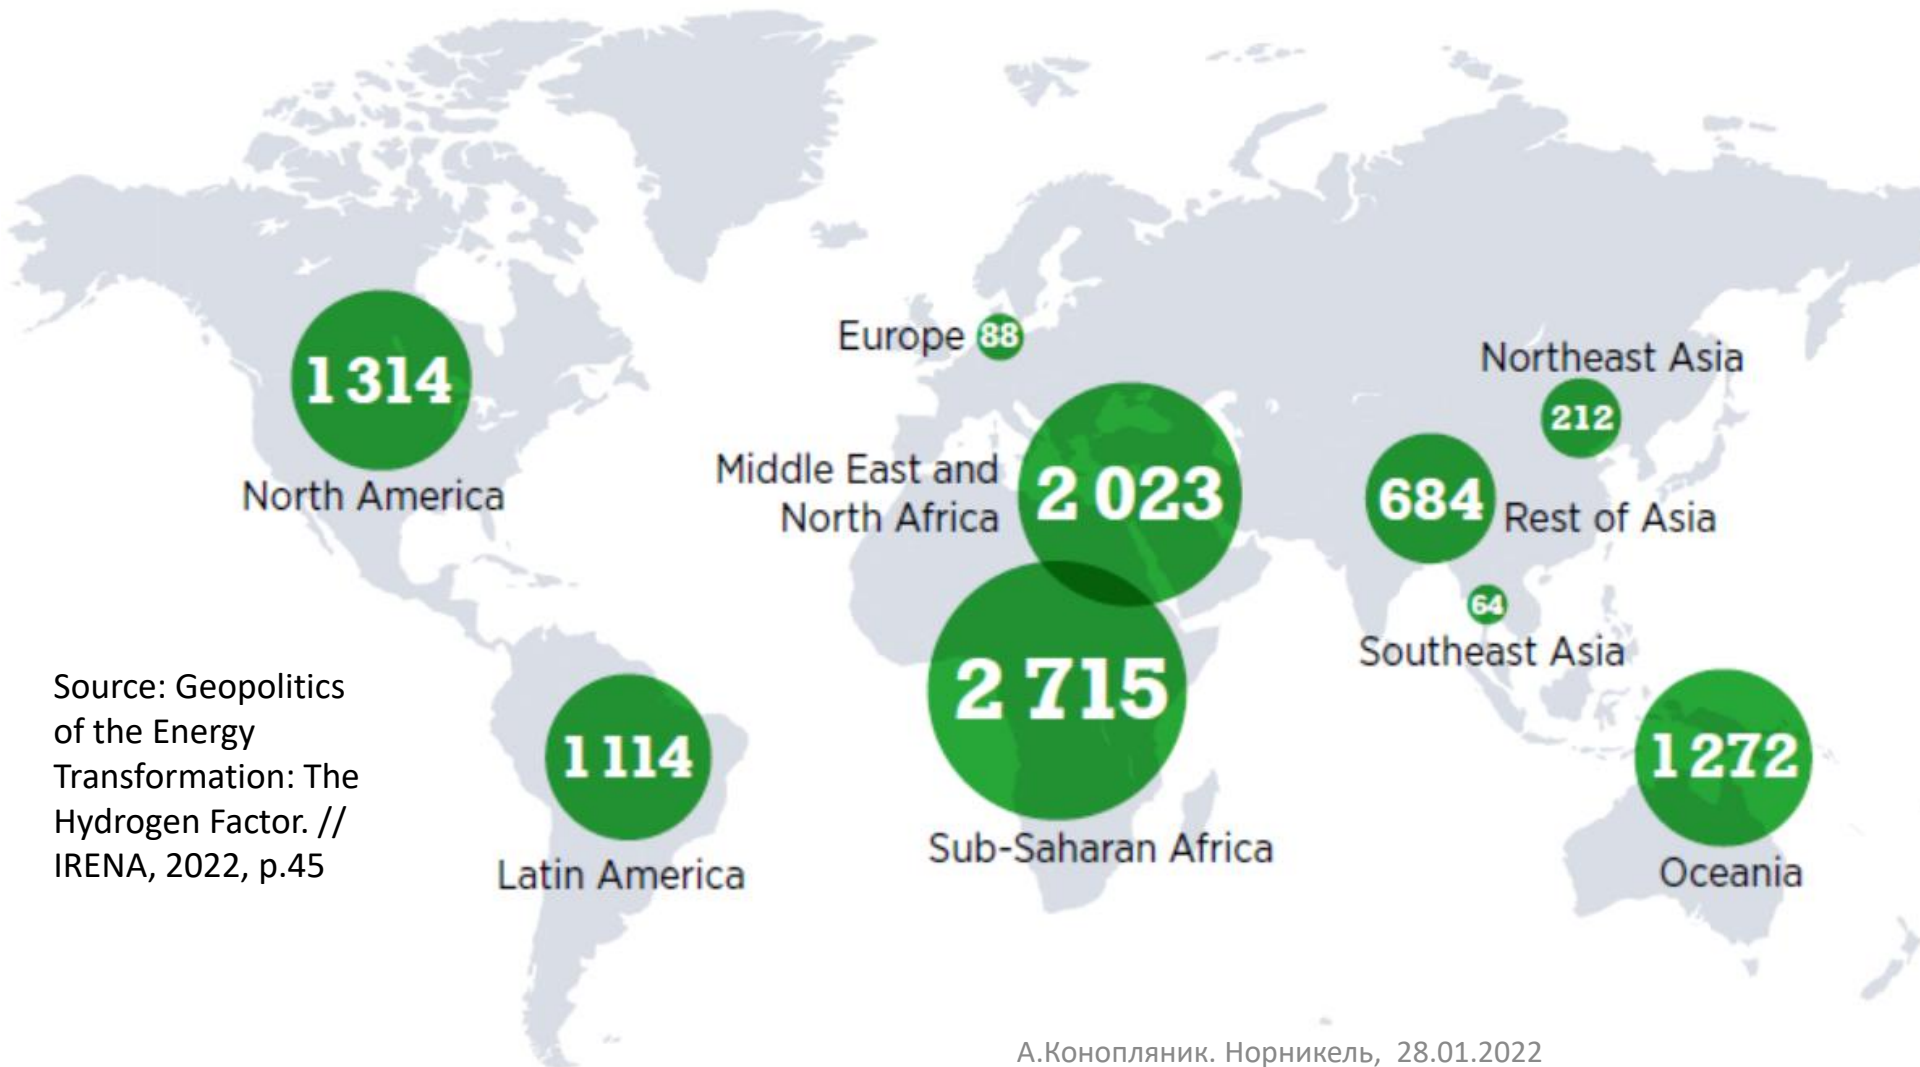 1 314
North America
Europe 88
Northeast Asia
212
Middle East and
North Africa
2 023
684
Rest of Asia
64
Southeast Asia
2 715
Sub-Saharan Africa
1 114
Latin America
1 272
Oceania
Source: Geopolitics
of the Energy
Transformation: The
Hydrogen Factor. //
IRENA, 2022, p.45
А.Конопляник. Норникель, 28.01.2022